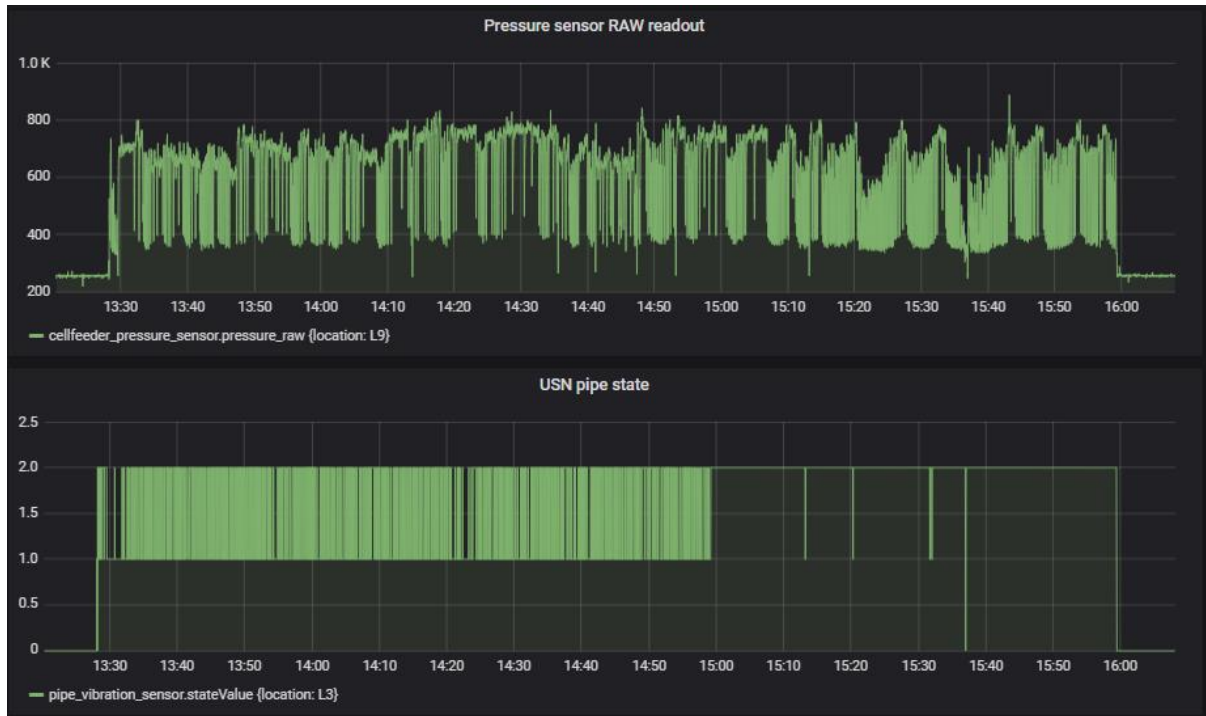 Pressure sensor RAW readout
1.0 K
800
600
400
200
13:30 13:40 13:50 14:00 14:10 14:20 14:30 14:40 14:50 15:00 15:10 15:20 15:30 15:40 15:50 16:00
cellfeeder_pressure_sensor.pressure_raw {location: L9}
USN pipe state
2.5
2.0
1.5
1.0
0.5
0
13:30 13:40 13:50 14:00 14:10 14:20 14:30 14:40 14:50 15:00 15:10 15:20 15:30 15:40 15:50 16:00
pipe_vibration_sensor.stateValue {location: L3}